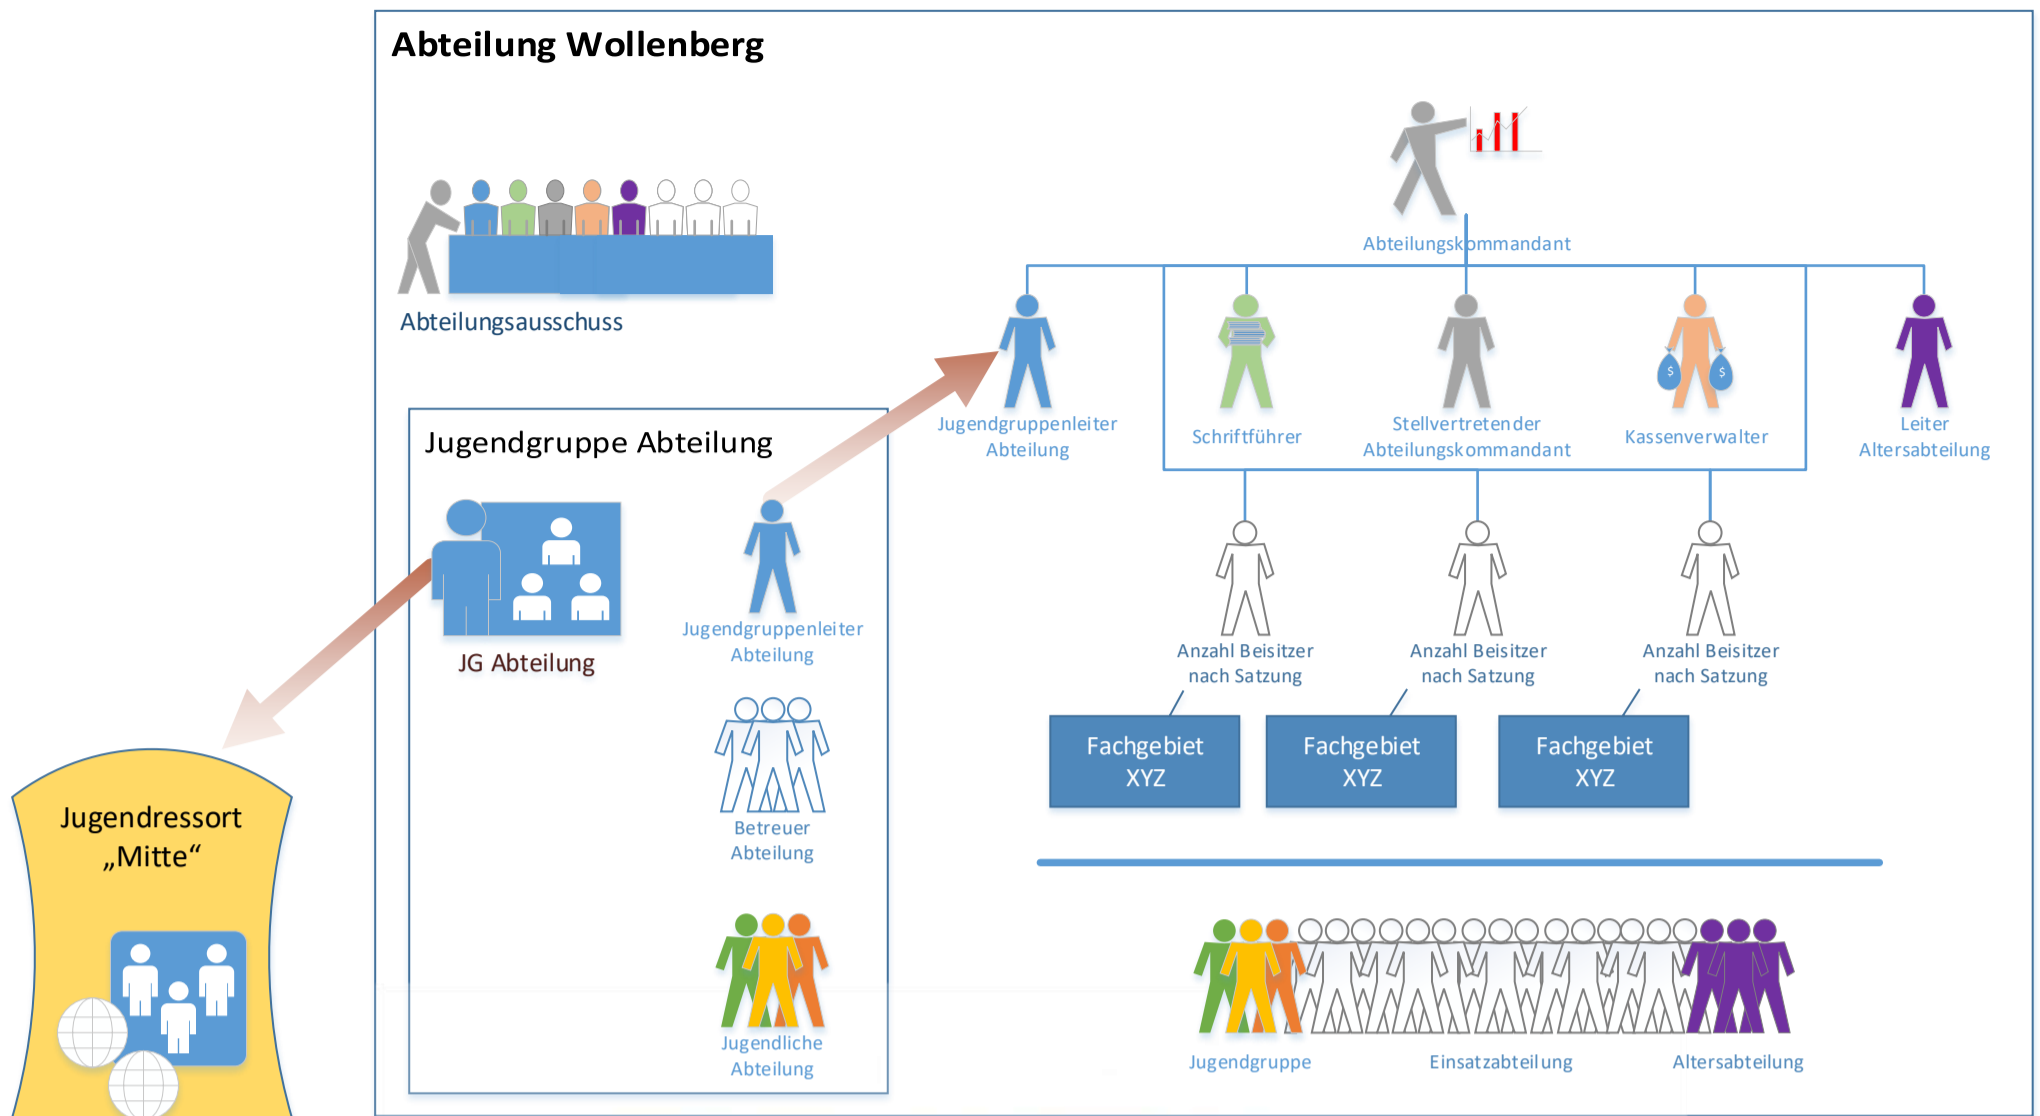 Abteilung Wollenberg
Abteilungskommandant
Abteilungsausschuss
Jugendgruppenleiter
Abteilung
Schriftführer
Stellvertretender
Abteilungskommandant
Kassenverwalter
Leiter
Altersabteilung
$
$
Jugendgruppe Abteilung
JG Abteilung
Jugendgruppenleiter
Abteilung
Betreuer
Abteilung
Jugendliche
Abteilung
Anzahl Beisitzer
nach Satzung
Anzahl Beisitzer
nach Satzung
Anzahl Beisitzer
nach Satzung
Fachgebiet
XYZ
Fachgebiet
XYZ
Fachgebiet
XYZ
Jugendressort
„Mitte“
Jugendgruppe
Einsatzabteilung
Altersabteilung